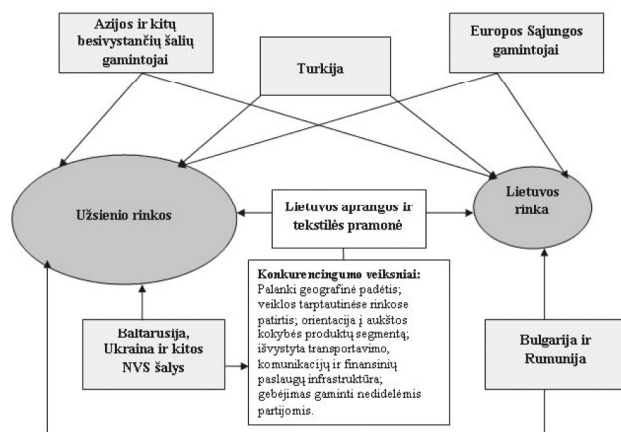 Azijos ir kitų
besivystančių šalių
gamintojai
Turkija
Europos Sąjungos
gamintojai
Užsienio rinkos
Lietuvos aprangos ir
tekstilės pramonė
Lietuvos
rinka
Konkurencingumo veiksniai:
Palanki geografinė padėtis;
veiklos tarptautinėse rinkose
patirtis; orientacija į aukštos
kokybės produktų segmentą;
išvystyta transportavimo,
komunikacijų ir finansinių
paslaugų infrastruktūra;
gebėjimas gaminti nedidelėmis
partijomis.
Baltarusija,
Ukraina ir kitos
NVS šalys
Bulgarija ir
Rumunija